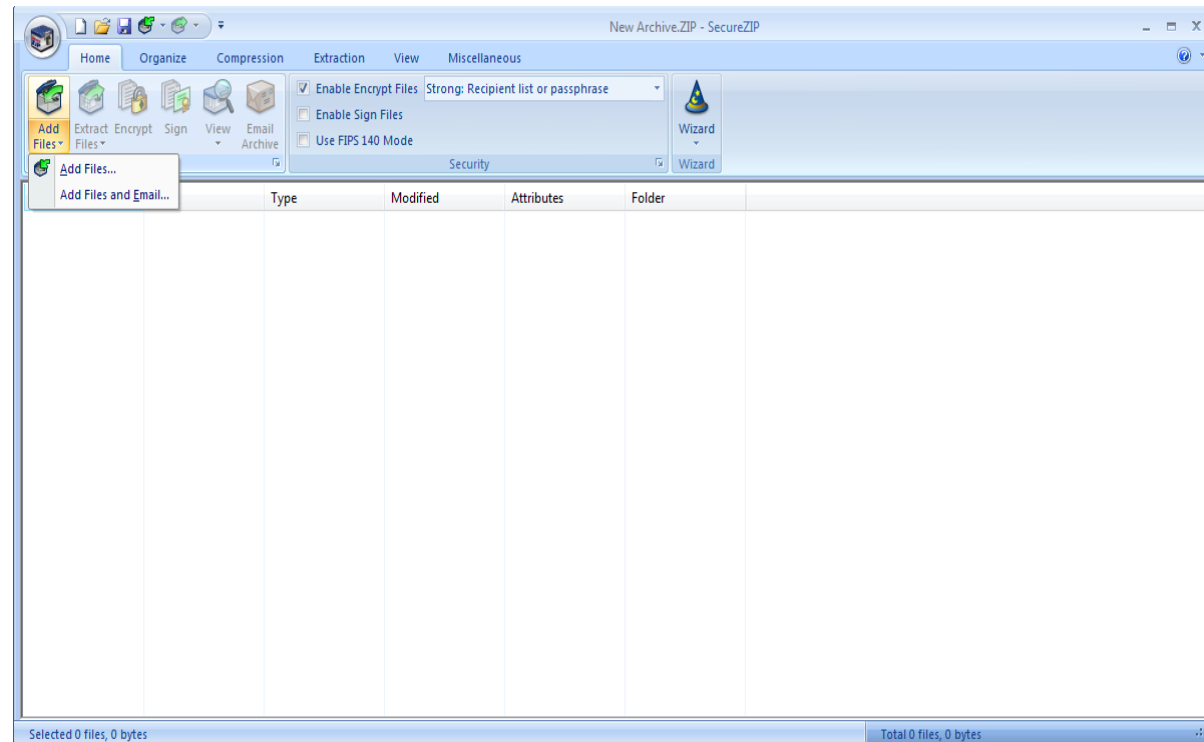 New Archive.ZIP - SecureZIP
Home Organize Compression Extraction View Miscellaneous
Add Files
Extract Files
Encrypt
Sign
View
Email Archive
Enable Encrypt Files Strong: Recipient list or passphrase
Enable Sign Files
Use FIPS 140 Mode
Security
Wizard
Wizard
Add Files...
Add Files and Email...
Type Modified Attributes Folder
Selected 0 files, 0 bytes
Total 0 files, 0 bytes